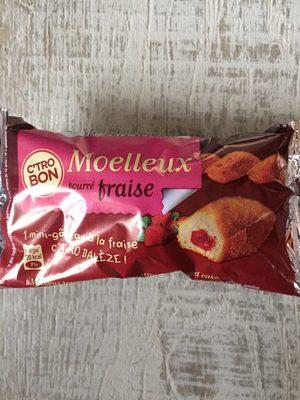 C'TRO
BON
Moelleux
fourré fraise
1 mini-gâteau à la fraise
C'TRO BALÈZE !